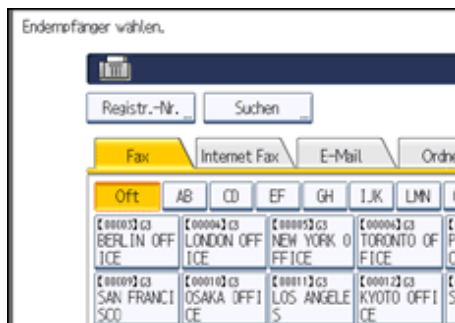 Endempfänger wählen.
Registr.-Nr. Suchen
Fax Internet Fax E-Mail Ordne
Oft AB CD EF GH IJK LMN
【00003】G3 【00004】G3 【00005】G3 【00006】G3
BERLIN OFF LONDON OFF NEW YORK O TORONTO OF
ICE ICE FFICE FICE
【00009】G3 【00010】G3 【00011】G3 【00012】G3
SAN FRANCI OSAKA OFFI LOS ANGELE KYOTO OFFI
SCO CE S CE